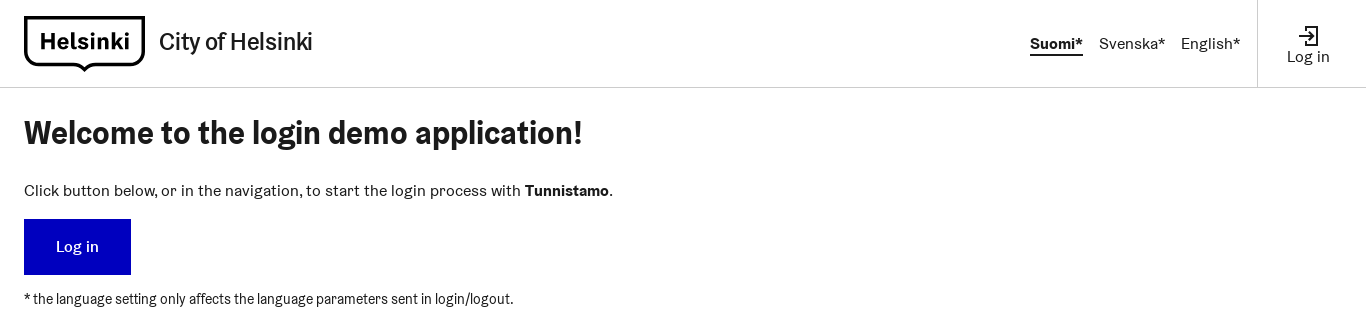 Helsinki
City of Helsinki
Suomi*
Svenska*
English*
Log in
Welcome to the login demo application!
Click button below, or in the navigation, to start the login process with Tunnistamo.
Log in
* the language setting only affects the language parameters sent in login/logout.